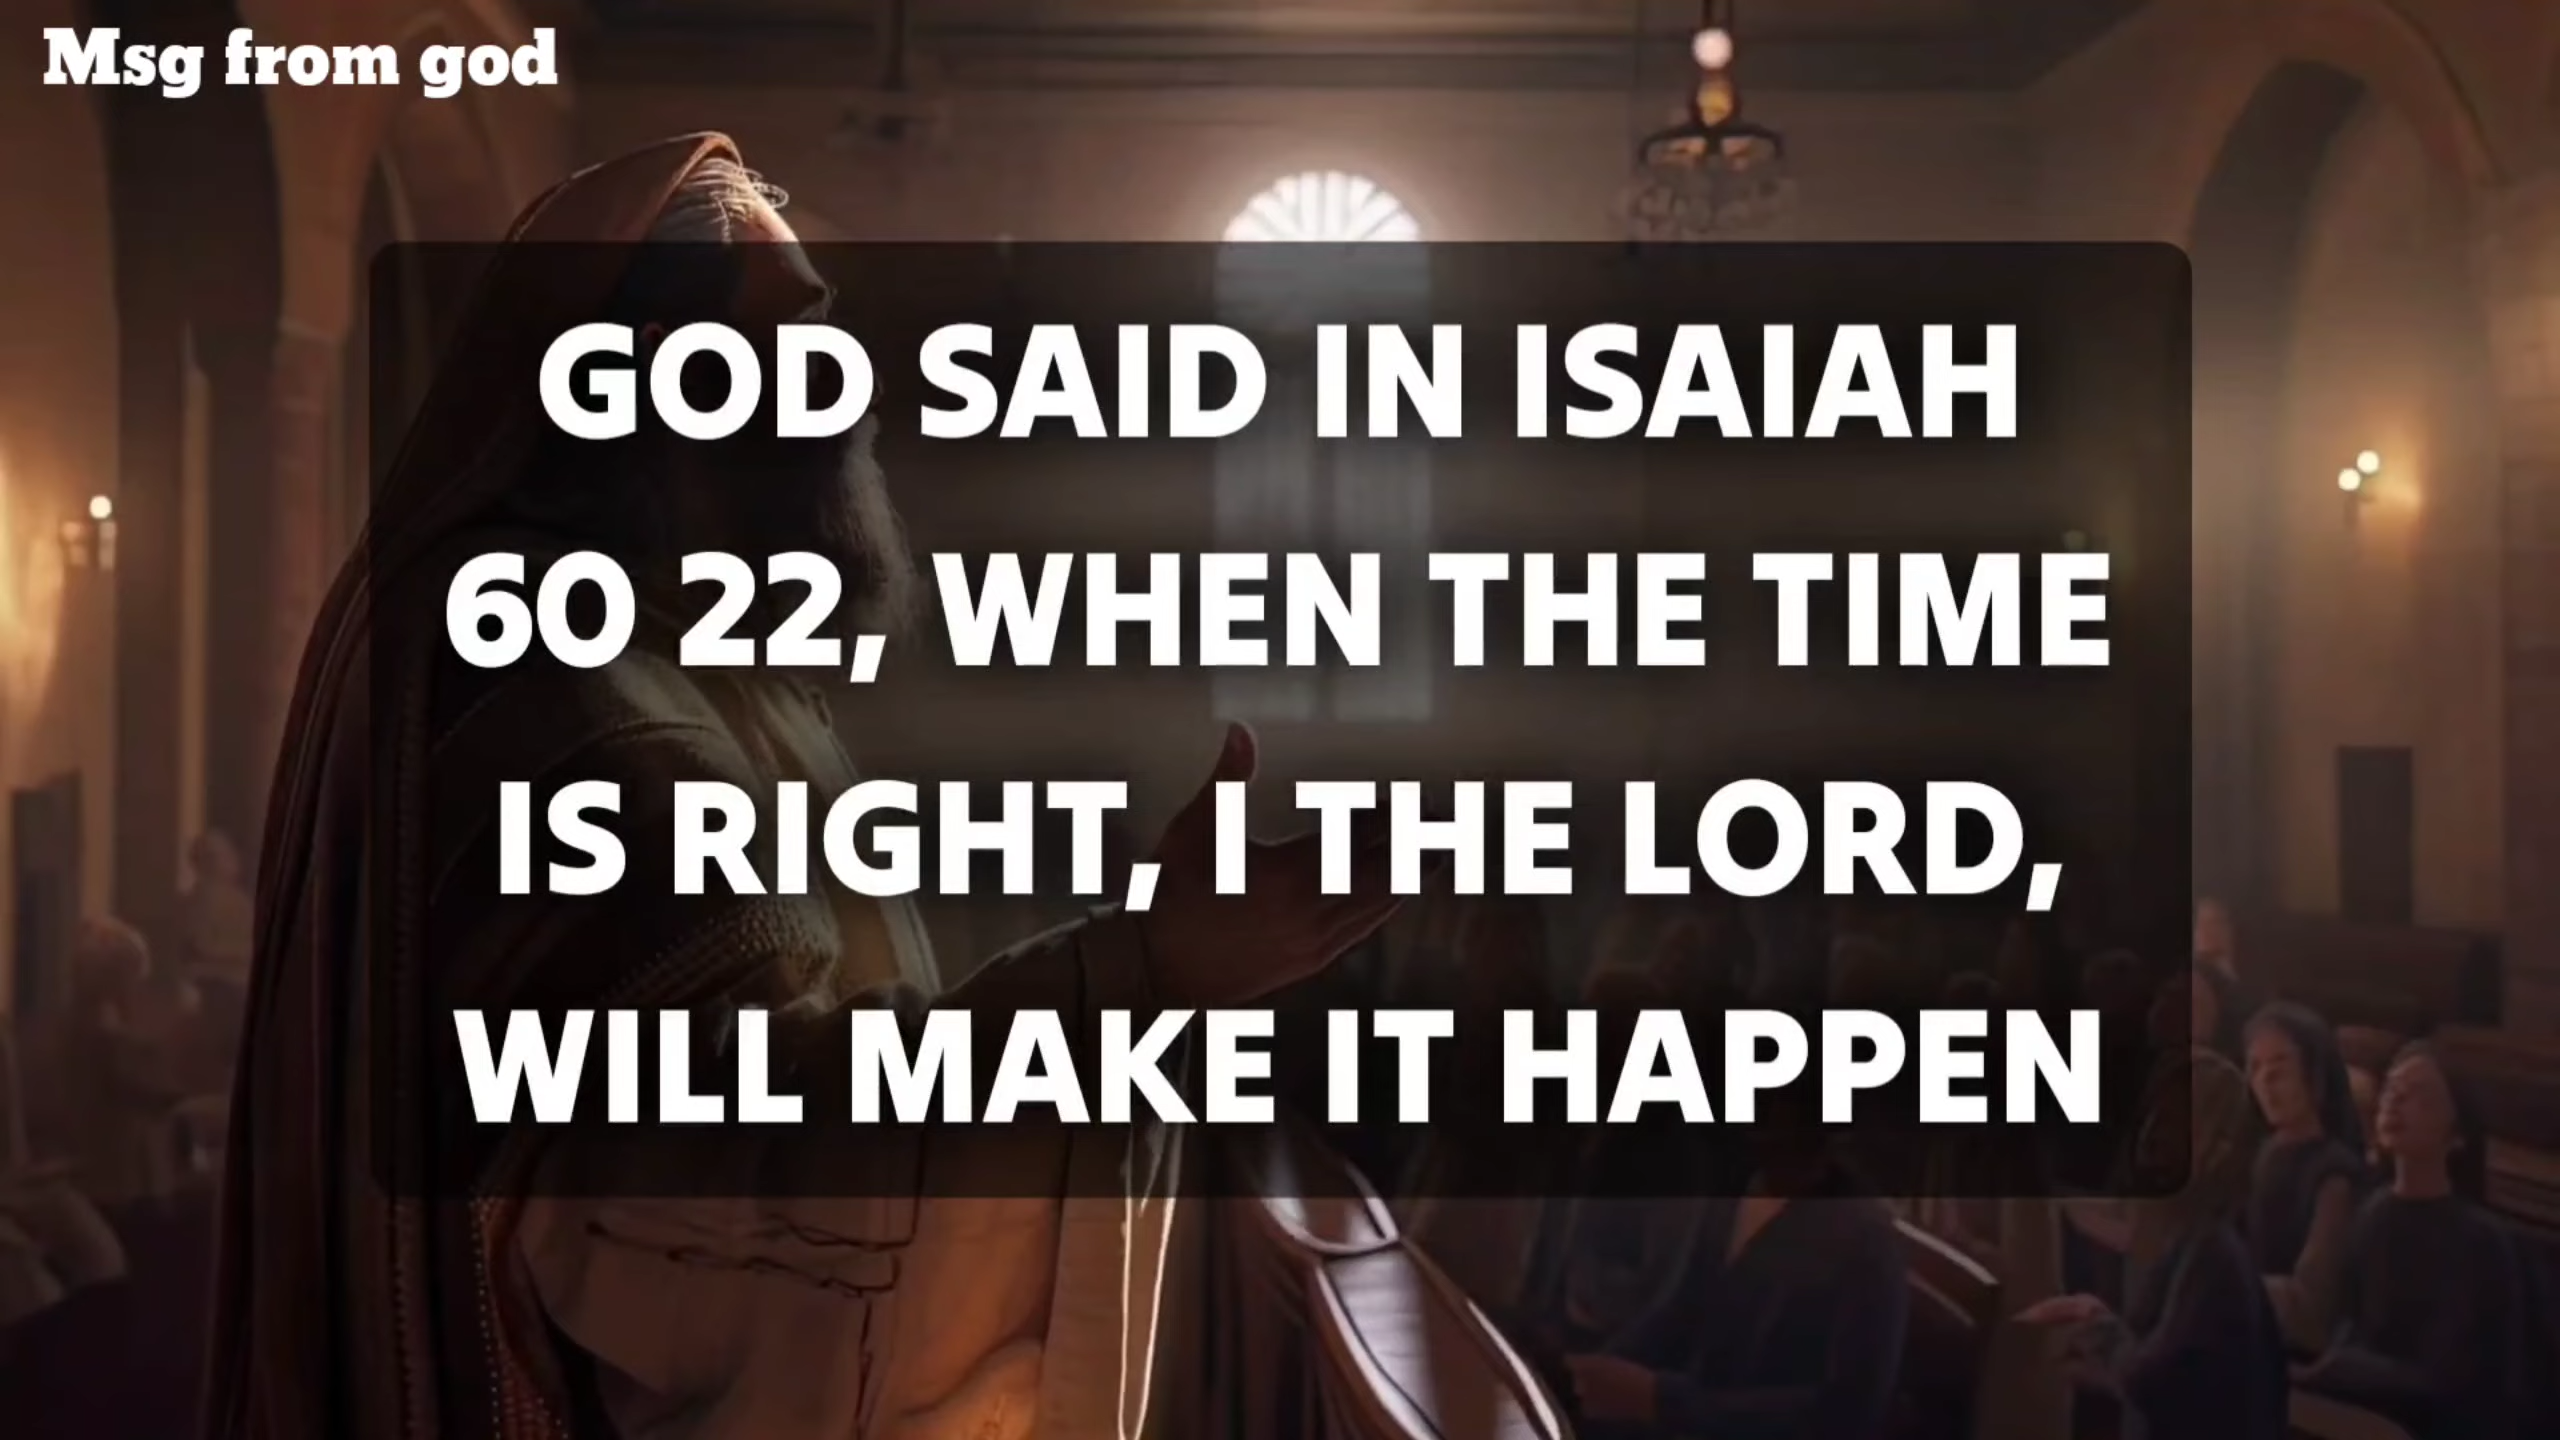 Msg from god
GOD SAID IN ISAIAH
60 22, WHEN THE TIME
IS RIGHT, I THE LORD,
WILL MAKE IT HAPPEN